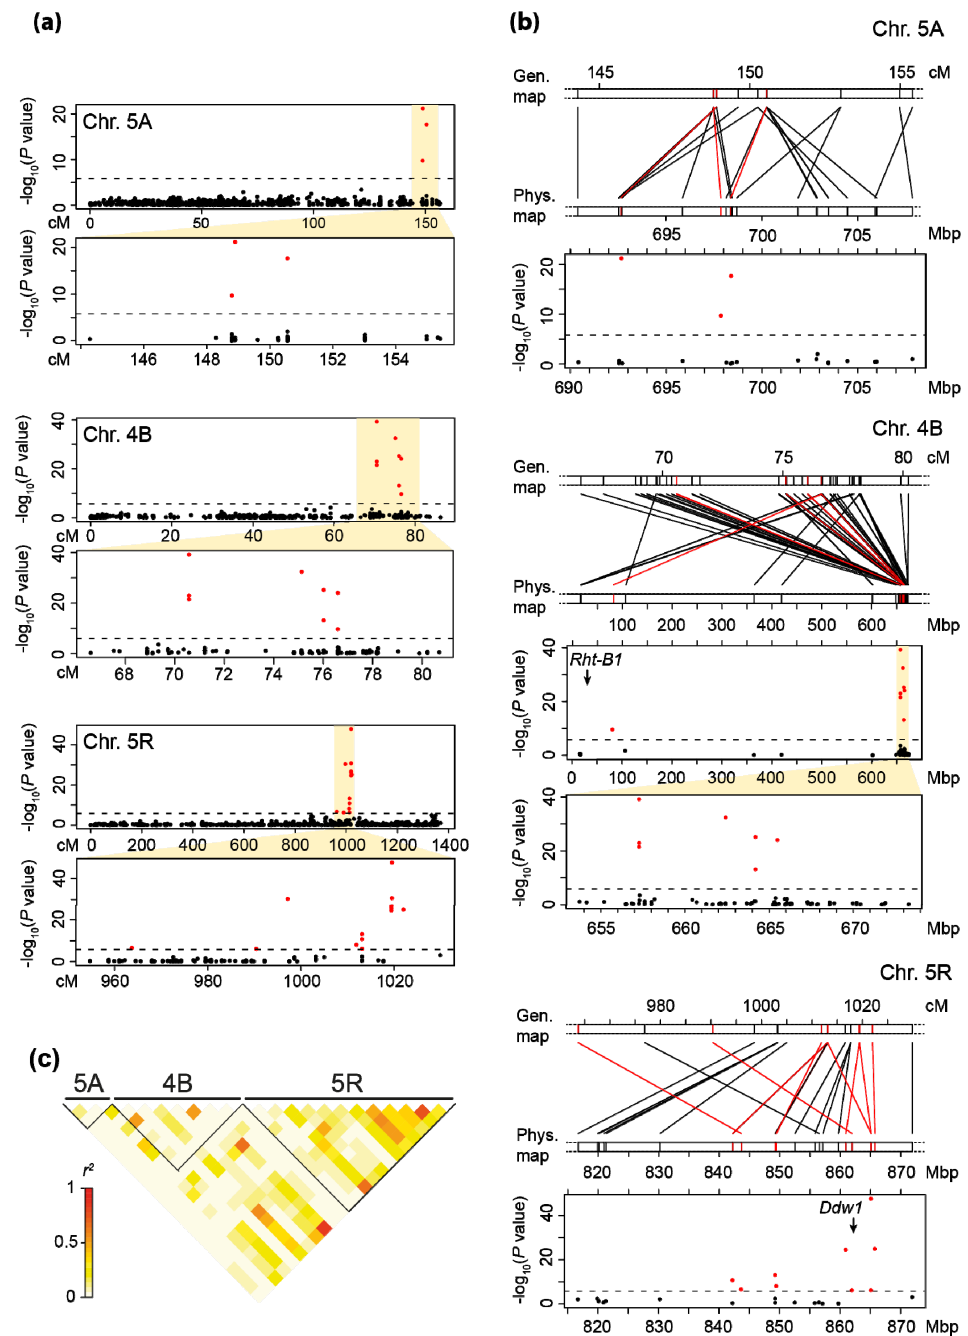 (a)
Chr. 5A
-log10(P value)
20
10
0
cM
0 50 100 150
-log10(P value)
20
10
0
cM
146 148 150 152 154
Chr. 4B
-log10(P value)
40
20
0
cM
0 20 40 60 80
-log10(P value)
40
20
0
cM
68 70 72 74 76 78 80
Chr. 5R
-log10(P value)
40
20
0
cM
0 200 400 600 800 1000 1200 1400
-log10(P value)
40
20
0
cM
960 980 1000 1020
(b)
Chr. 5A
145 150 155 cM
Gen. map
Phys. map
695 700 705 Mbp
-log10(P value)
20
10
0
690 695 700 705 Mbp
Chr. 4B
70 75 80 cM
Gen. map
Phys. map
100 200 300 400 500 600 Mbp
-log10(P value)
40
20
0
Rht-B1
0 100 200 300 400 500 600 Mbp
-log10(P value)
40
20
0
655 660 665 670 Mbp
Chr. 5R
980 1000 1020 cM
Gen. map
Phys. map
820 830 840 850 860 870 Mbp
-log10(P value)
40
20
0
Ddw1
820 830 840 850 860 870 Mbp
(c)
5A 4B 5R
r2
1
0.5
0